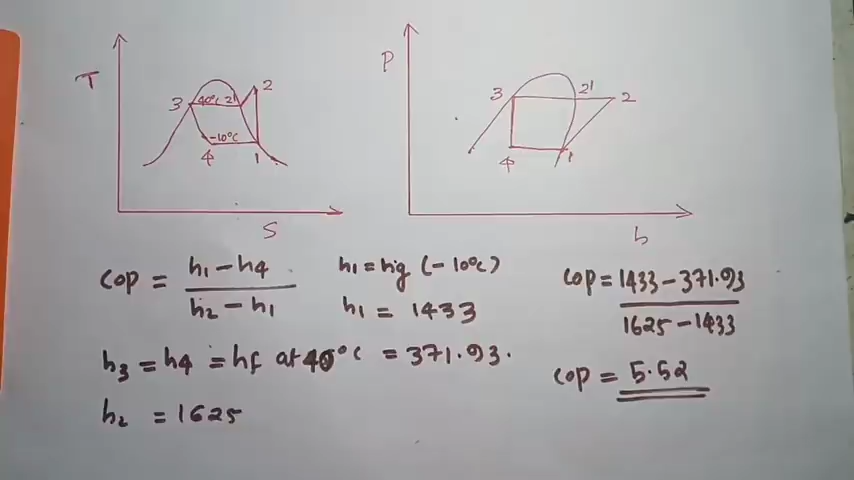 T
3
40°C 2'
2
-10°C
4
1
S
P
3
2'
2
4
1
h
COP = h₁ - h₄ / h₂ - h₁
h₁ = hg (-10°C)
h₁ = 1433
h₃ = h₄ = hf at 40°C = 371.93.
h₂ = 1625
COP = 1433 - 371.93 / 1625 - 1433
COP = 5.52